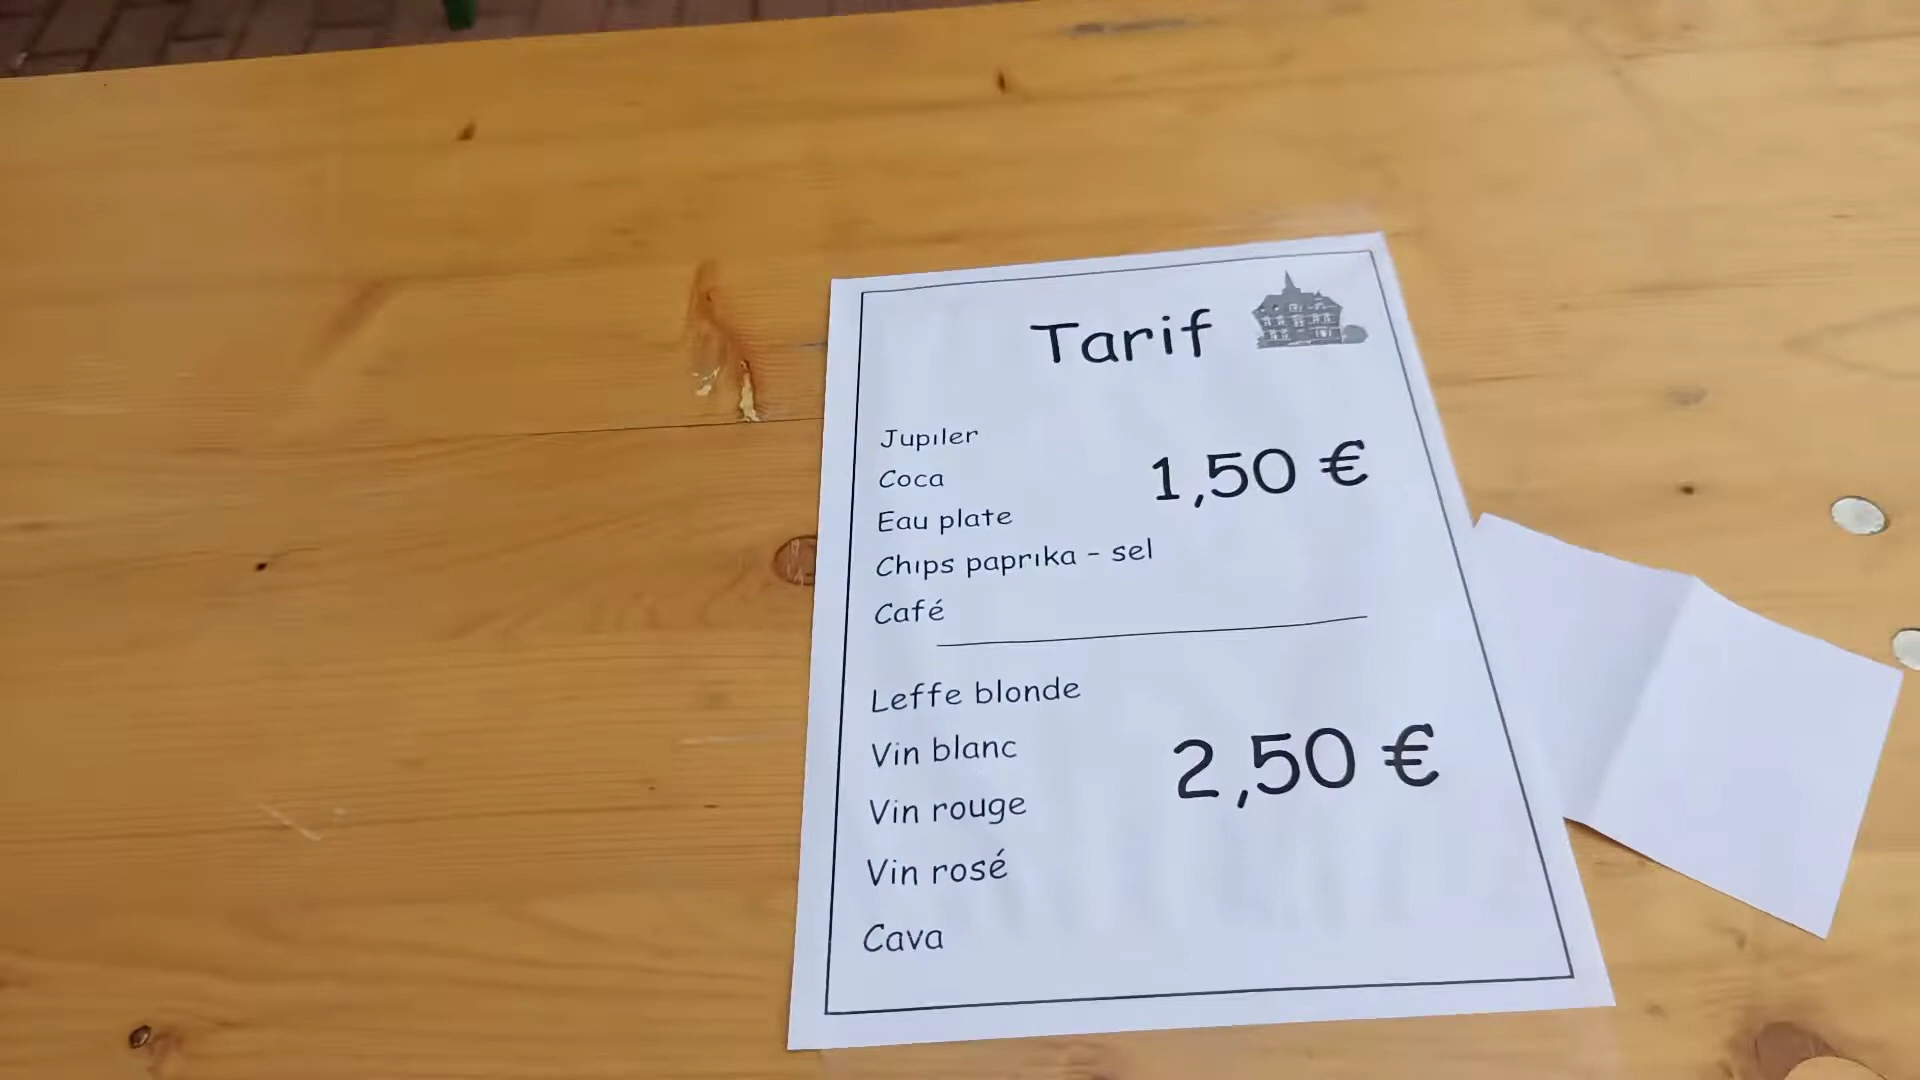 Tarif
Jupiler
Coca
1,50 €
Eau plate
Chips paprika - sel
Café
Leffe blonde
Vin blanc
2,50 €
Vin rouge
Vin rosé
Cava